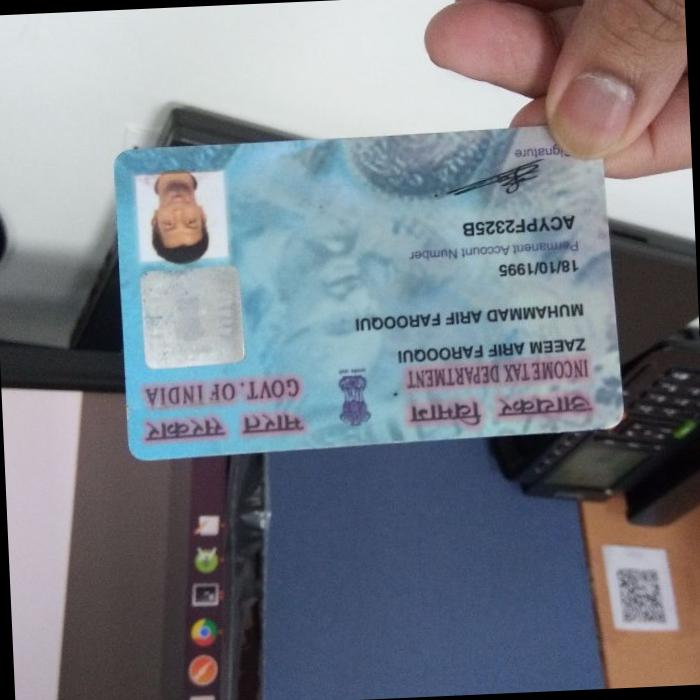 आयकर विभाग
INCOME TAX DEPARTMENT
भारत सरकार
GOVT. OF INDIA
ZAEEM ARIF FAROOQUI
MUHAMMAD ARIF FAROOQUI
18/10/1995
Permanent Account Number
ACYPF2325B
Signature